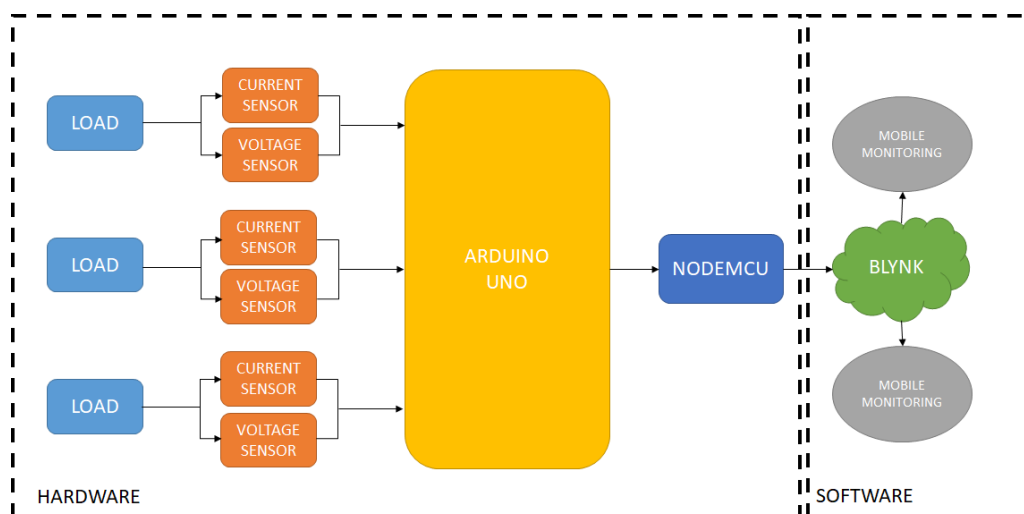 LOAD
CURRENT
SENSOR
VOLTAGE
SENSOR
LOAD
CURRENT
SENSOR
VOLTAGE
SENSOR
LOAD
CURRENT
SENSOR
VOLTAGE
SENSOR
ARDUINO
UNO
NODEMCU
HARDWARE
MOBILE
MONITORING
BLYNK
MOBILE
MONITORING
SOFTWARE